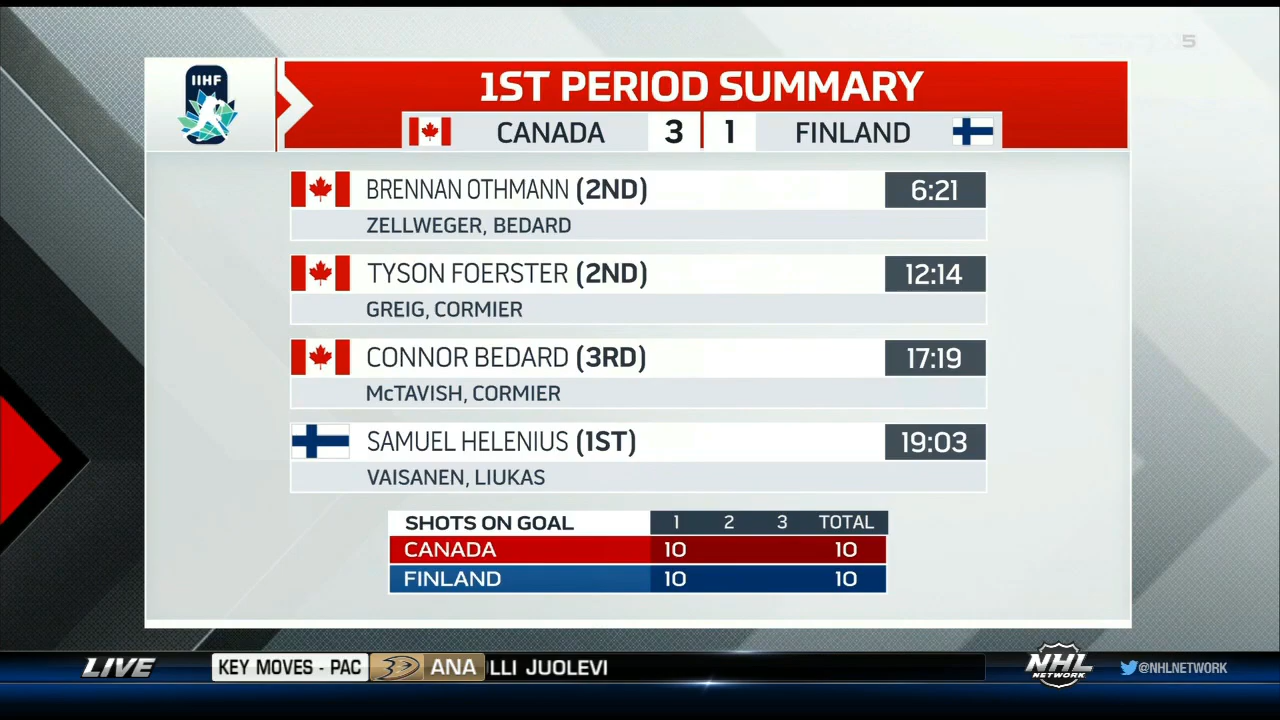 5
IIHF
1ST PERIOD SUMMARY
CANADA 3 1 FINLAND
BRENNAN OTHMANN (2ND) 6:21
ZELLWEGER, BEDARD
TYSON FOERSTER (2ND) 12:14
GREIG, CORMIER
CONNOR BEDARD (3RD) 17:19
McTAVISH, CORMIER
SAMUEL HELENIUS (1ST) 19:03
VAISANEN, LIUKAS
SHOTS ON GOAL 1 2 3 TOTAL
CANADA 10 10
FINLAND 10 10
LIVE KEY MOVES - PAC ANA LLI JUOLEVI NHL NETWORK @NHLNETWORK